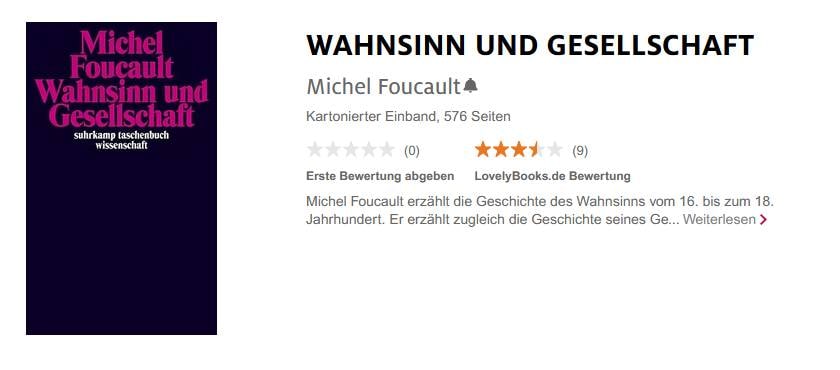 Michel
Foucault
Wahnsinn und
Gesellschaft
suhrkamp taschenbuch
wissenschaft
WAHNSINN UND GESELLSCHAFT
Michel Foucault
Kartonierter Einband, 576 Seiten
(0)
(9)
Erste Bewertung abgeben
LovelyBooks.de Bewertung
Michel Foucault erzählt die Geschichte des Wahnsinns vom 16. bis zum 18.
Jahrhundert. Er erzählt zugleich die Geschichte seines Ge... Weiterlesen